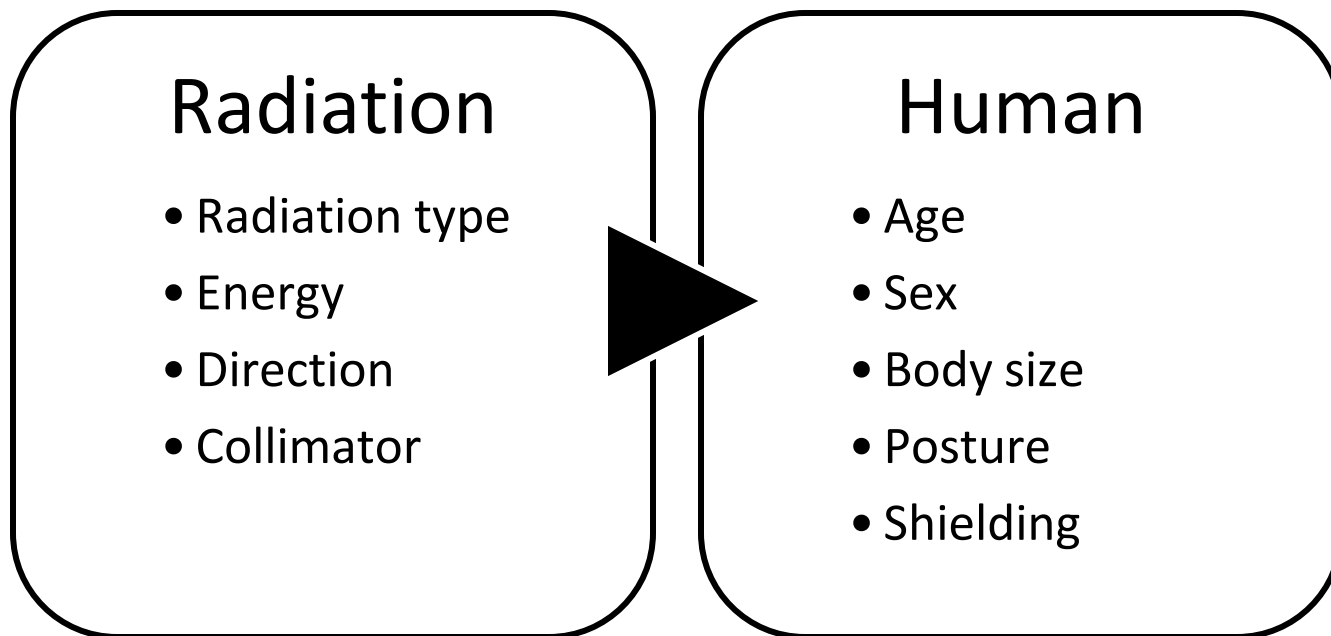 Radiation
• Radiation type
• Energy
• Direction
• Collimator
Human
• Age
• Sex
• Body size
• Posture
• Shielding